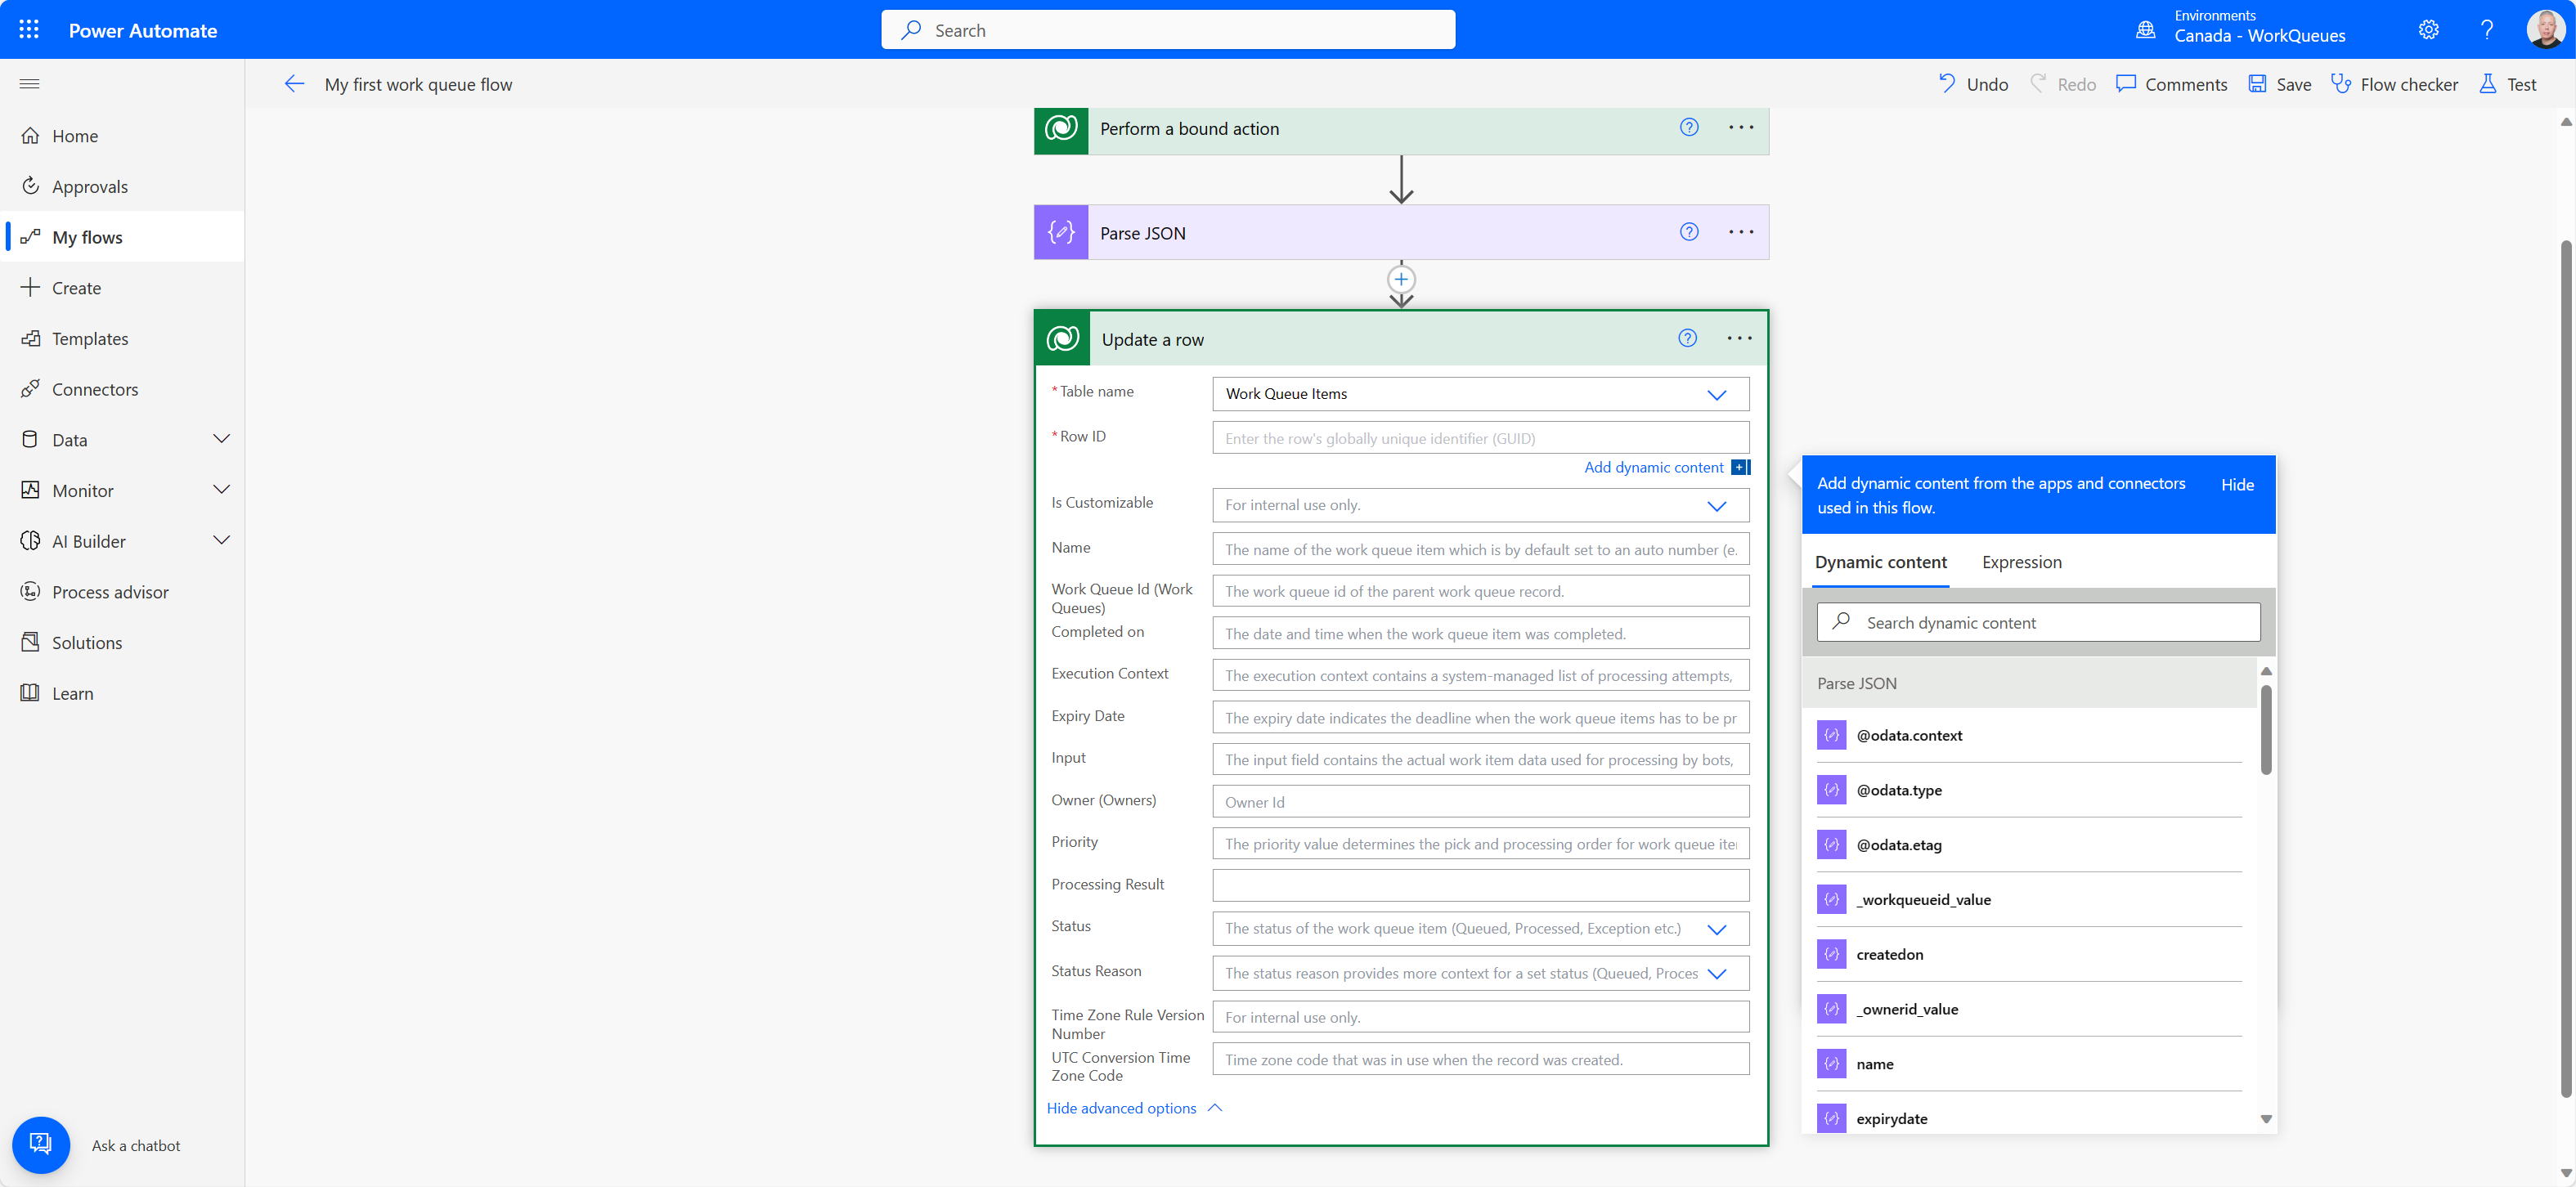 Power Automate
Search
Environments
Canada - WorkQueues
My first work queue flow
Undo
Redo
Comments
Save
Flow checker
Test
Home
Approvals
My flows
Create
Templates
Connectors
Data
Monitor
AI Builder
Process advisor
Solutions
Learn
Ask a chatbot
Perform a bound action
Parse JSON
Update a row
* Table name
Work Queue Items
* Row ID
Enter the row's globally unique identifier (GUID)
Add dynamic content
Is Customizable
For internal use only.
Name
The name of the work queue item which is by default set to an auto number (e.
Work Queue Id (Work
Queues)
The work queue id of the parent work queue record.
Completed on
The date and time when the work queue item was completed.
Execution Context
The execution context contains a system-managed list of processing attempts,
Expiry Date
The expiry date indicates the deadline when the work queue items has to be pr
Input
The input field contains the actual work item data used for processing by bots,
Owner (Owners)
Owner Id
Priority
The priority value determines the pick and processing order for work queue ite
Processing Result
Status
The status of the work queue item (Queued, Processed, Exception etc.)
Status Reason
The status reason provides more context for a set status (Queued, Proces
Time Zone Rule Version
Number
For internal use only.
UTC Conversion Time
Zone Code
Time zone code that was in use when the record was created.
Hide advanced options
Add dynamic content from the apps and connectors
used in this flow.
Hide
Dynamic content
Expression
Search dynamic content
Parse JSON
@odata.context
@odata.type
@odata.etag
_workqueueid_value
createdon
_ownerid_value
name
expirydate